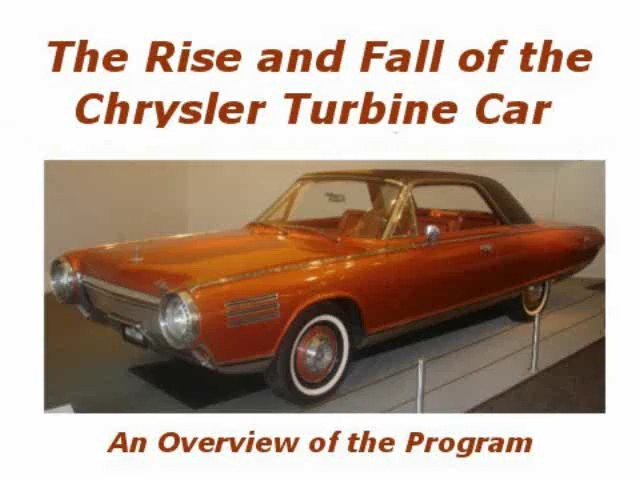 The Rise and Fall of the
Chrysler Turbine Car
An Overview of the Program